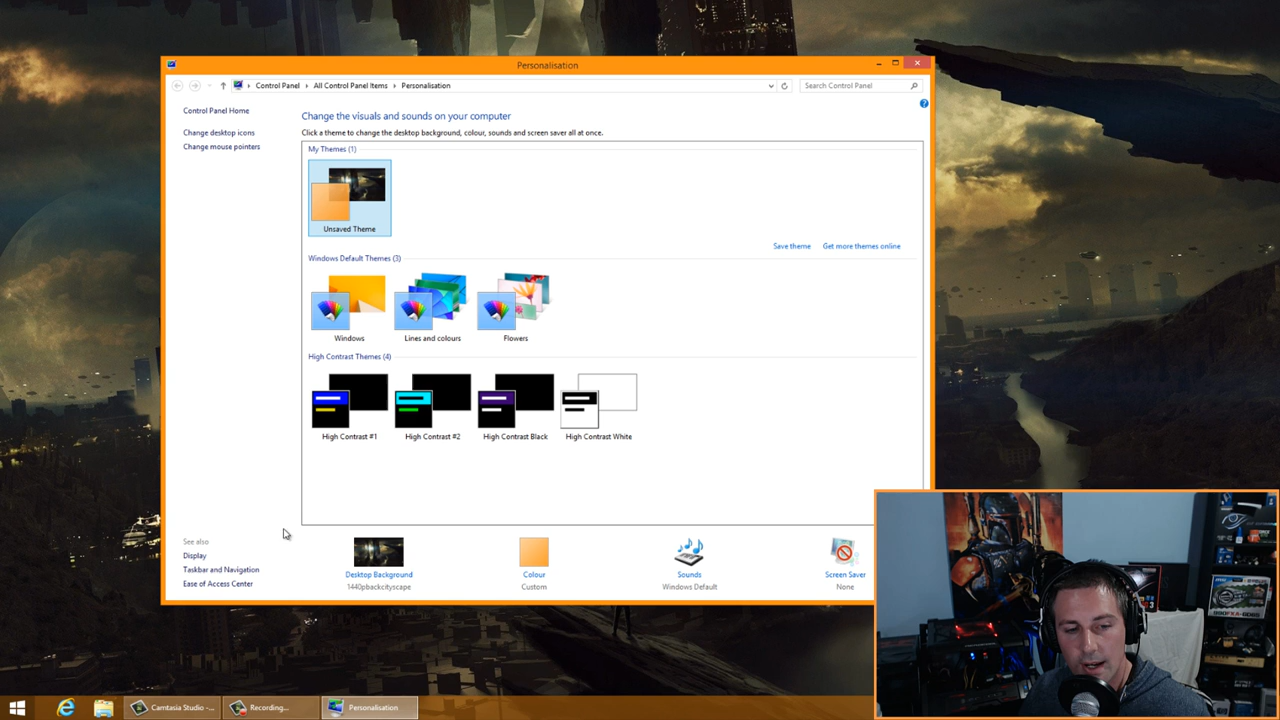 Personalisation
Control Panel › All Control Panel Items › Personalisation
Search Control Panel
Control Panel Home
Change desktop icons
Change mouse pointers
Change the visuals and sounds on your computer
Click a theme to change the desktop background, colour, sounds and screen saver all at once.
My Themes (1)
Unsaved Theme
Save theme
Get more themes online
Windows Default Themes (3)
Windows
Lines and colours
Flowers
High Contrast Themes (4)
High Contrast #1
High Contrast #2
High Contrast Black
High Contrast White
See also
Display
Taskbar and Navigation
Ease of Access Center
Desktop Background
1440pbackcityscape
Colour
Custom
Sounds
Windows Default
Screen Saver
None
Camtasia Studio -...
Recording...
Personalisation